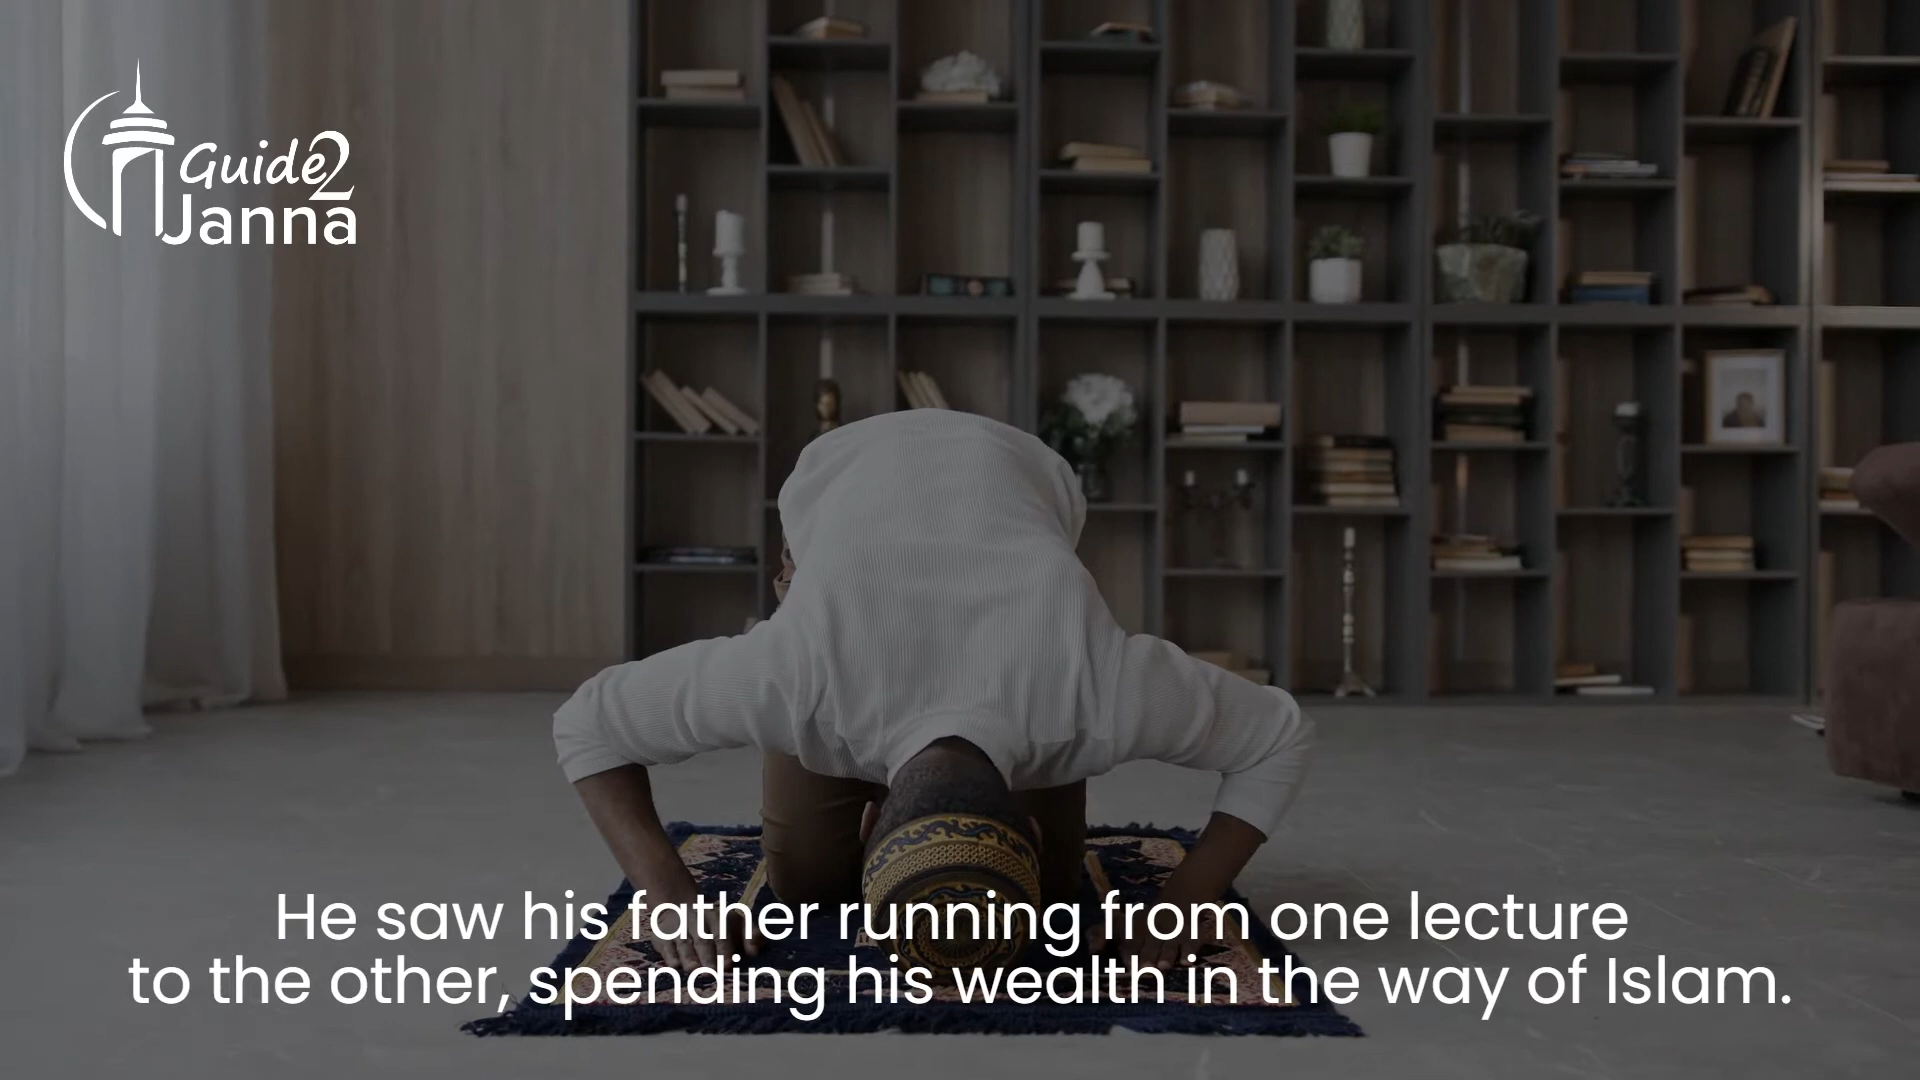 Guide2
Janna
He saw his father running from one lecture
to the other, spending his wealth in the way of Islam.